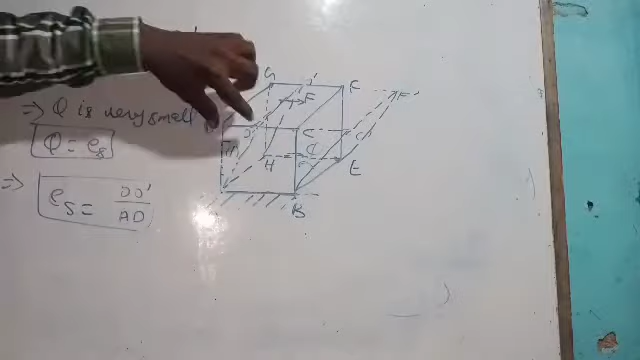 G D' F
F F'
=> Q is very small
D' C C'
Q = eₛ
H E
=> eₛ = DD'/AD
B